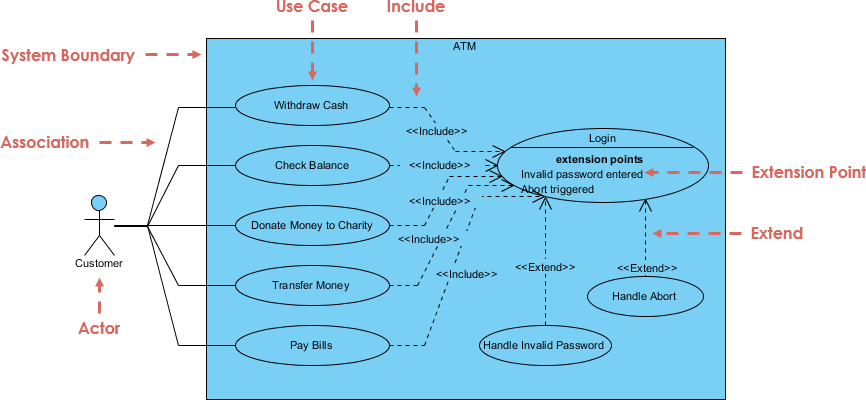 Use Case
Include
ATM
System Boundary
Withdraw Cash
<<Include>>
Association
Login
extension points
Invalid password entered
Abort triggered
Extension Point
Check Balance
<<Include>>
Donate Money to Charity
<<Include>>
Customer
Actor
<<Include>>
Extend
Transfer Money
<<Include>>
<<Extend>>
<<Extend>>
Handle Abort
Pay Bills
Handle Invalid Password